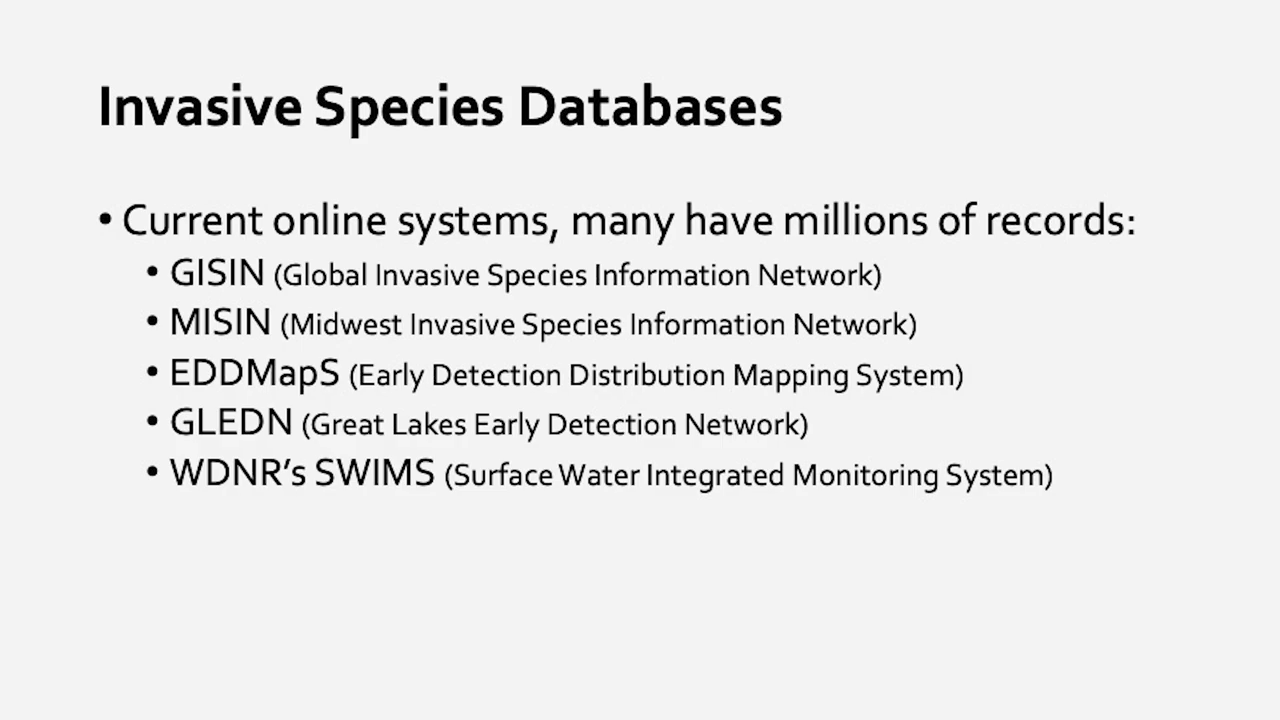 Invasive Species Databases
• Current online systems, many have millions of records:
• GISIN (Global Invasive Species Information Network)
• MISIN (Midwest Invasive Species Information Network)
• EDDMapS (Early Detection Distribution Mapping System)
• GLEDN (Great Lakes Early Detection Network)
• WDNR’s SWIMS (Surface Water Integrated Monitoring System)